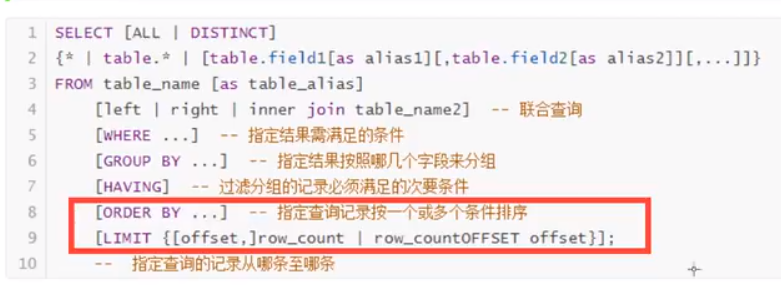 1 SELECT [ALL | DISTINCT]
2 {* | table.* | [table.field1[as alias1][,table.field2[as alias2]][,...]]}
3 FROM table_name [as table_alias]
4 [left | right | inner join table_name2] -- 联合查询
5 [WHERE ...] -- 指定结果需满足的条件
6 [GROUP BY ...] -- 指定结果按照哪几个字段来分组
7 [HAVING] -- 过滤分组的记录必须满足的次要条件
8 [ORDER BY ...] -- 指定查询记录按一个或多个条件排序
9 [LIMIT {[offset,]row_count | row_countOFFSET offset}];
10 -- 指定查询的记录从哪条至哪条